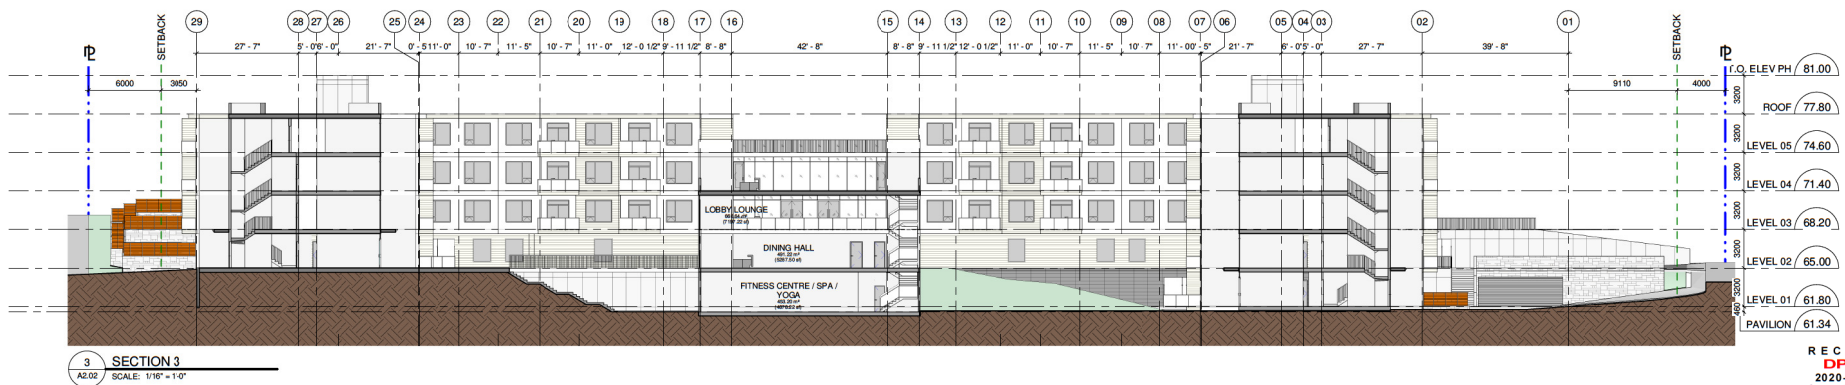 29 28 27 26 25 24 23 22 21 20 19 18 17 16 15 14 13 12 11 10 09 08 07 06 05 04 03 02 01
SETBACK
SETBACK
27' - 7" 5' - 0" 6' - 0" 21' - 7" 0' - 5" 11' - 0" 10' - 7" 11' - 5" 10' - 7" 11' - 0" 12' - 0 1/2" 9' - 11 1/2" 8' - 8" 42' - 8" 8' - 8" 9' - 11 1/2" 12' - 0 1/2" 11' - 0" 10' - 7" 11' - 5" 10' - 7" 11' - 0" 0' - 5" 21' - 7" 6' - 0" 5' - 0" 27' - 7" 39' - 8"
T.O. ELEV PH 81.00
6000 3950 9110 4000
3200
ROOF 77.80
3200
LEVEL 05 74.60
3200
LEVEL 04 71.40
3200
LOBBY LOUNGE
LEVEL 03 68.20
3200
DINING HALL
491.22 m²
(5287.50 sf)
LEVEL 02 65.00
3200
FITNESS CENTRE / SPA /
YOGA
LEVEL 01 61.80
460
PAVILION 61.34
3 SECTION 3
A2.02 SCALE: 1/16" = 1'-0"
REC
DP
2020-